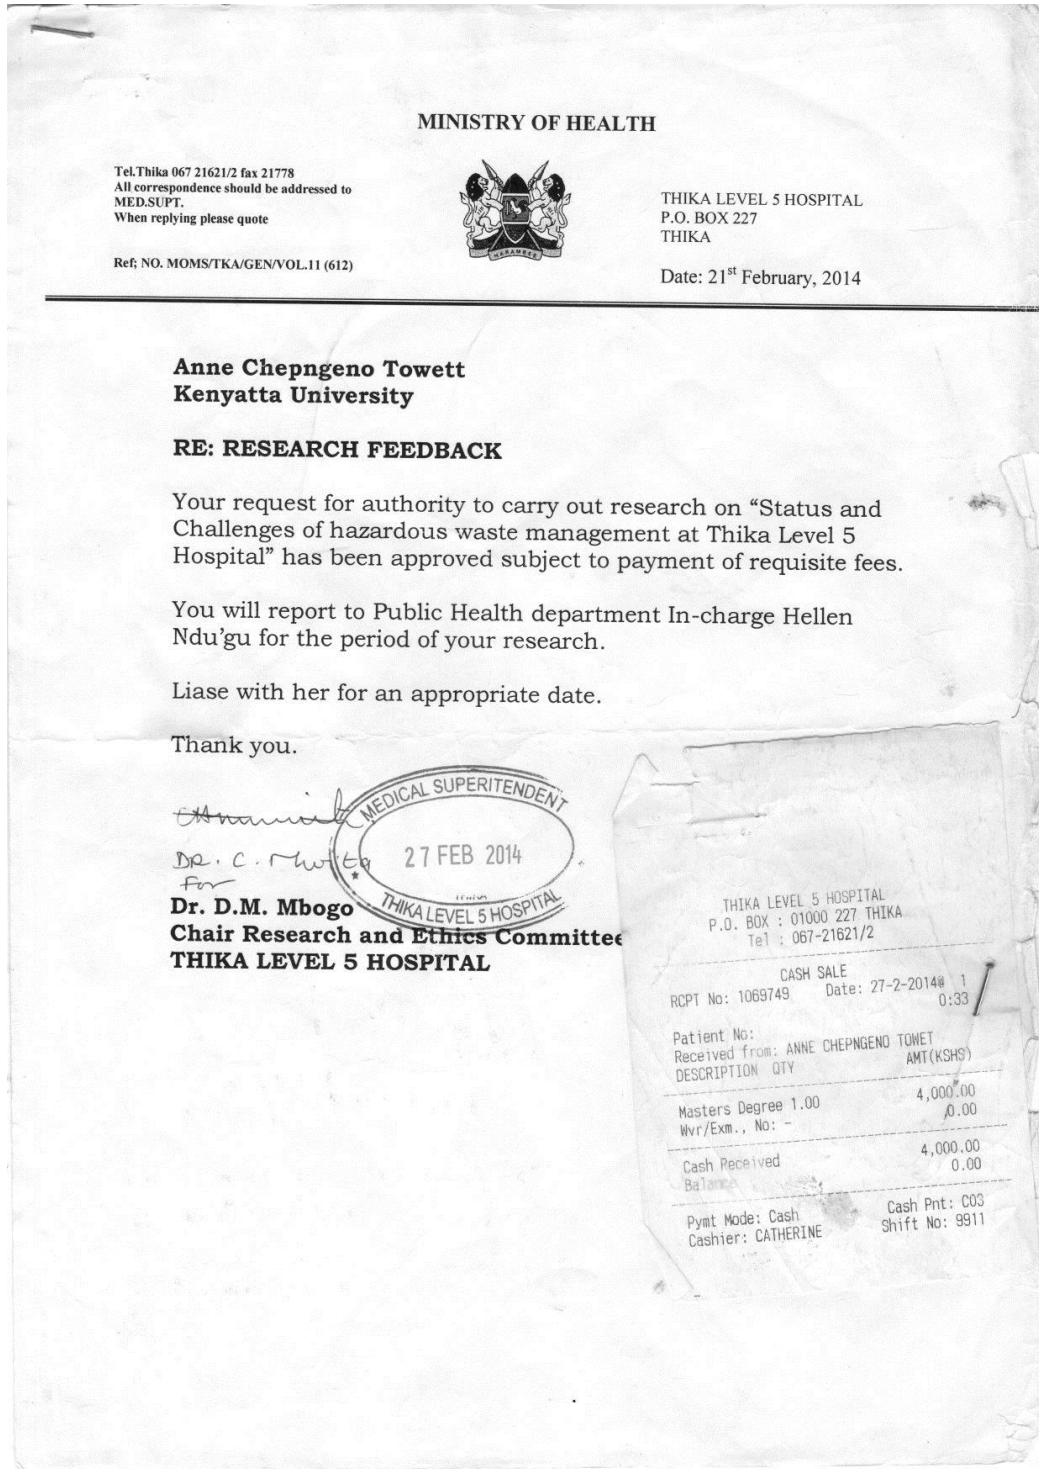 MINISTRY OF HEALTH
Tel.Thika 067 21621/2 fax 21778
All correspondence should be addressed to
MED.SUPT.
When replying please quote
Ref; NO. MOMS/TKA/GEN/VOL.11 (612)
HARAMBEE
THIKA LEVEL 5 HOSPITAL
P.O. BOX 227
THIKA
Date: 21st February, 2014
Anne Chepngeno Towett
Kenyatta University
RE: RESEARCH FEEDBACK
Your request for authority to carry out research on “Status and
Challenges of hazardous waste management at Thika Level 5
Hospital” has been approved subject to payment of requisite fees.
You will report to Public Health department In-charge Hellen
Ndu’gu for the period of your research.
Liase with her for an appropriate date.
Thank you.
MEDICAL SUPERITENDENT
27 FEB 2014
THIKA LEVEL 5 HOSPITAL
DR. C.
for
Dr. D.M. Mbogo
Chair Research and Ethics Committee
THIKA LEVEL 5 HOSPITAL
THIKA LEVEL 5 HOSPITAL
P.O. BOX : 01000 227 THIKA
Tel : 067-21621/2
CASH SALE
RCPT No: 1069749 Date: 27-2-2014@ 1
0:33
Patient No:
Received from: ANNE CHEPNGENO TOWET
DESCRIPTION QTY AMT(KSHS)
Masters Degree 1.00 4,000.00
Wvr/Exm., No: - 0.00
Cash Received 4,000.00
Balance 0.00
Pymt Mode: Cash Cash Pnt: C03
Cashier: CATHERINE Shift No: 9911